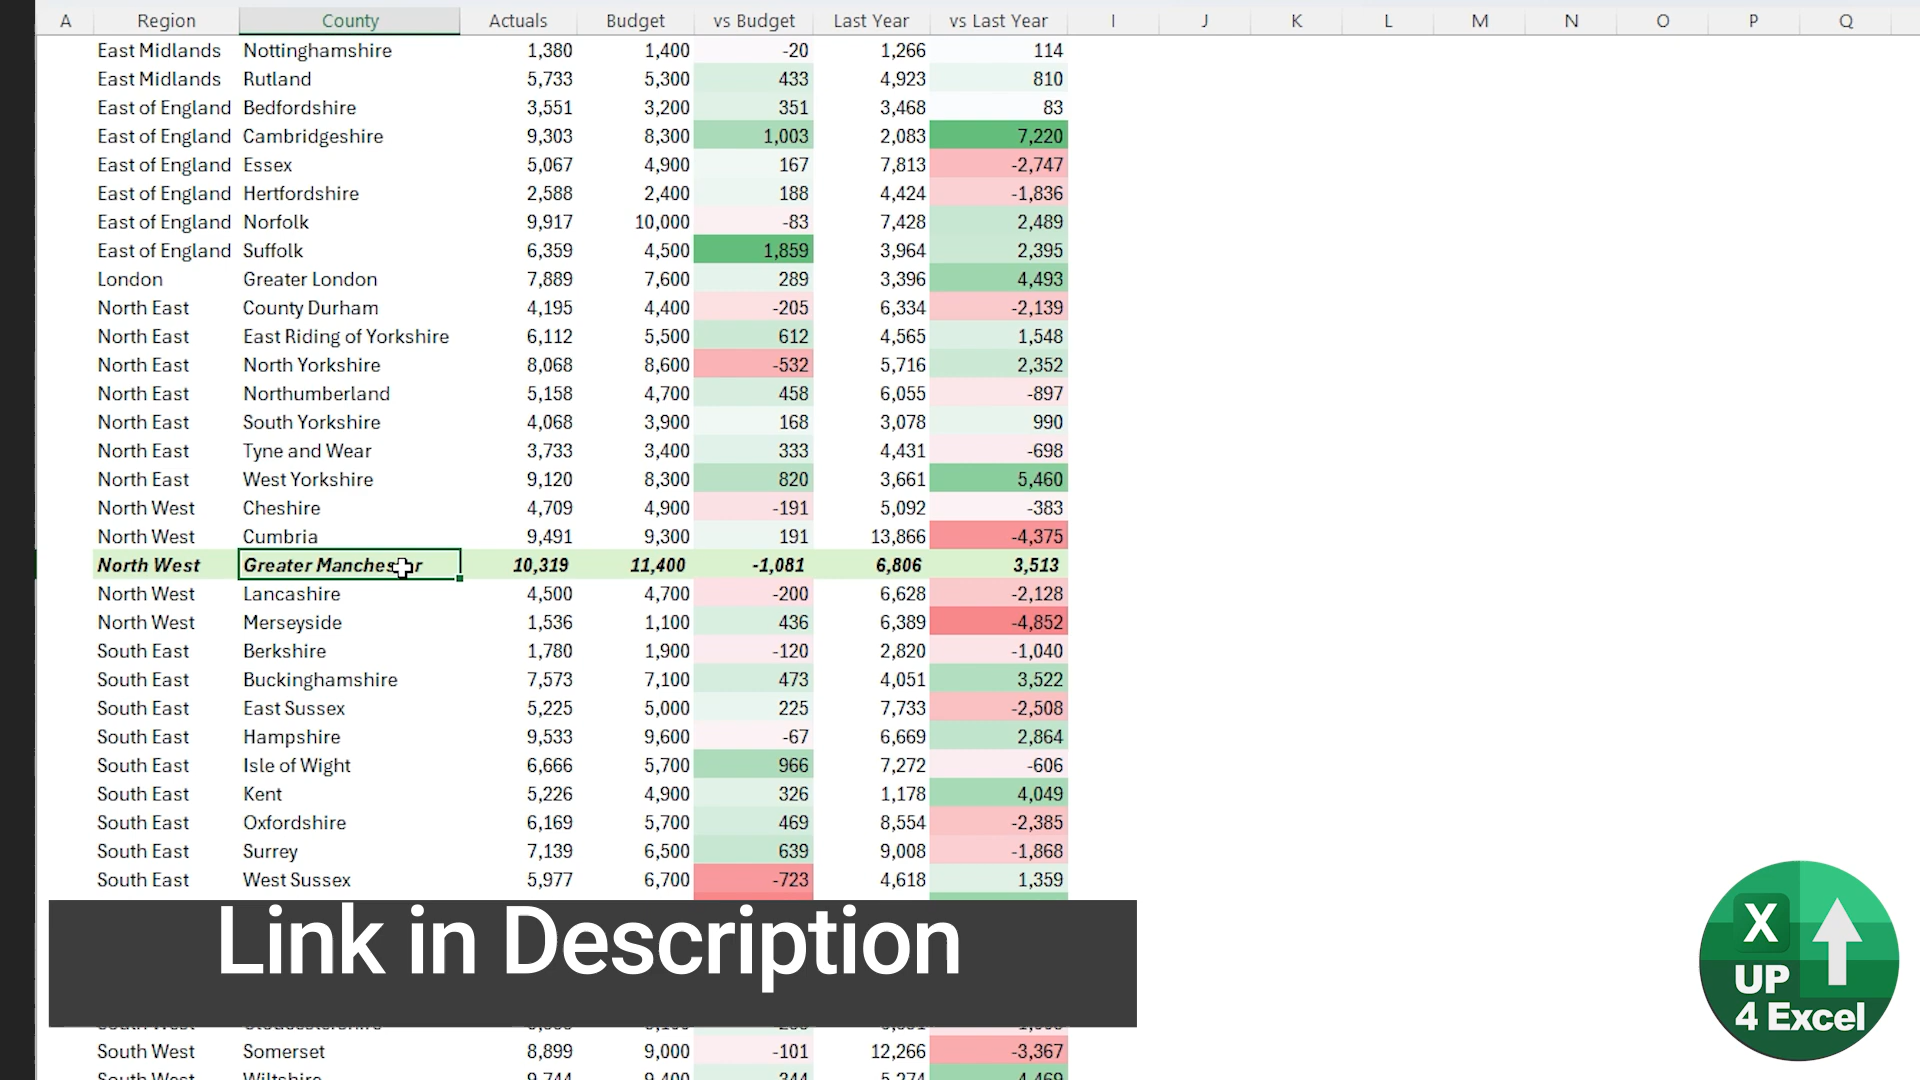 A Region County Actuals Budget vs Budget Last Year vs Last Year I J K L M N O P Q
East Midlands Nottinghamshire 1,380 1,400 -20 1,266 114
East Midlands Rutland 5,733 5,300 433 4,923 810
East of England Bedfordshire 3,551 3,200 351 3,468 83
East of England Cambridgeshire 9,303 8,300 1,003 2,083 7,220
East of England Essex 5,067 4,900 167 7,813 -2,747
East of England Hertfordshire 2,588 2,400 188 4,424 -1,836
East of England Norfolk 9,917 10,000 -83 7,428 2,489
East of England Suffolk 6,359 4,500 1,859 3,964 2,395
London Greater London 7,889 7,600 289 3,396 4,493
North East County Durham 4,195 4,400 -205 6,334 -2,139
North East East Riding of Yorkshire 6,112 5,500 612 4,565 1,548
North East North Yorkshire 8,068 8,600 -532 5,716 2,352
North East Northumberland 5,158 4,700 458 6,055 -897
North East South Yorkshire 4,068 3,900 168 3,078 990
North East Tyne and Wear 3,733 3,400 333 4,431 -698
North East West Yorkshire 9,120 8,300 820 3,661 5,460
North West Cheshire 4,709 4,900 -191 5,092 -383
North West Cumbria 9,491 9,300 191 13,866 -4,375
North West Greater Manchester 10,319 11,400 -1,081 6,806 3,513
North West Lancashire 4,500 4,700 -200 6,628 -2,128
North West Merseyside 1,536 1,100 436 6,389 -4,852
South East Berkshire 1,780 1,900 -120 2,820 -1,040
South East Buckinghamshire 7,573 7,100 473 4,051 3,522
South East East Sussex 5,225 5,000 225 7,733 -2,508
South East Hampshire 9,533 9,600 -67 6,669 2,864
South East Isle of Wight 6,666 5,700 966 7,272 -606
South East Kent 5,226 4,900 326 1,178 4,049
South East Oxfordshire 6,169 5,700 469 8,554 -2,385
South East Surrey 7,139 6,500 639 9,008 -1,868
South East West Sussex 5,977 6,700 -723 4,618 1,359
Link in Description
South West Somerset 8,899 9,000 -101 12,266 -3,367
South West Wiltshire 9,744 9,400 344 5,274 4,469
X
UP
4 Excel